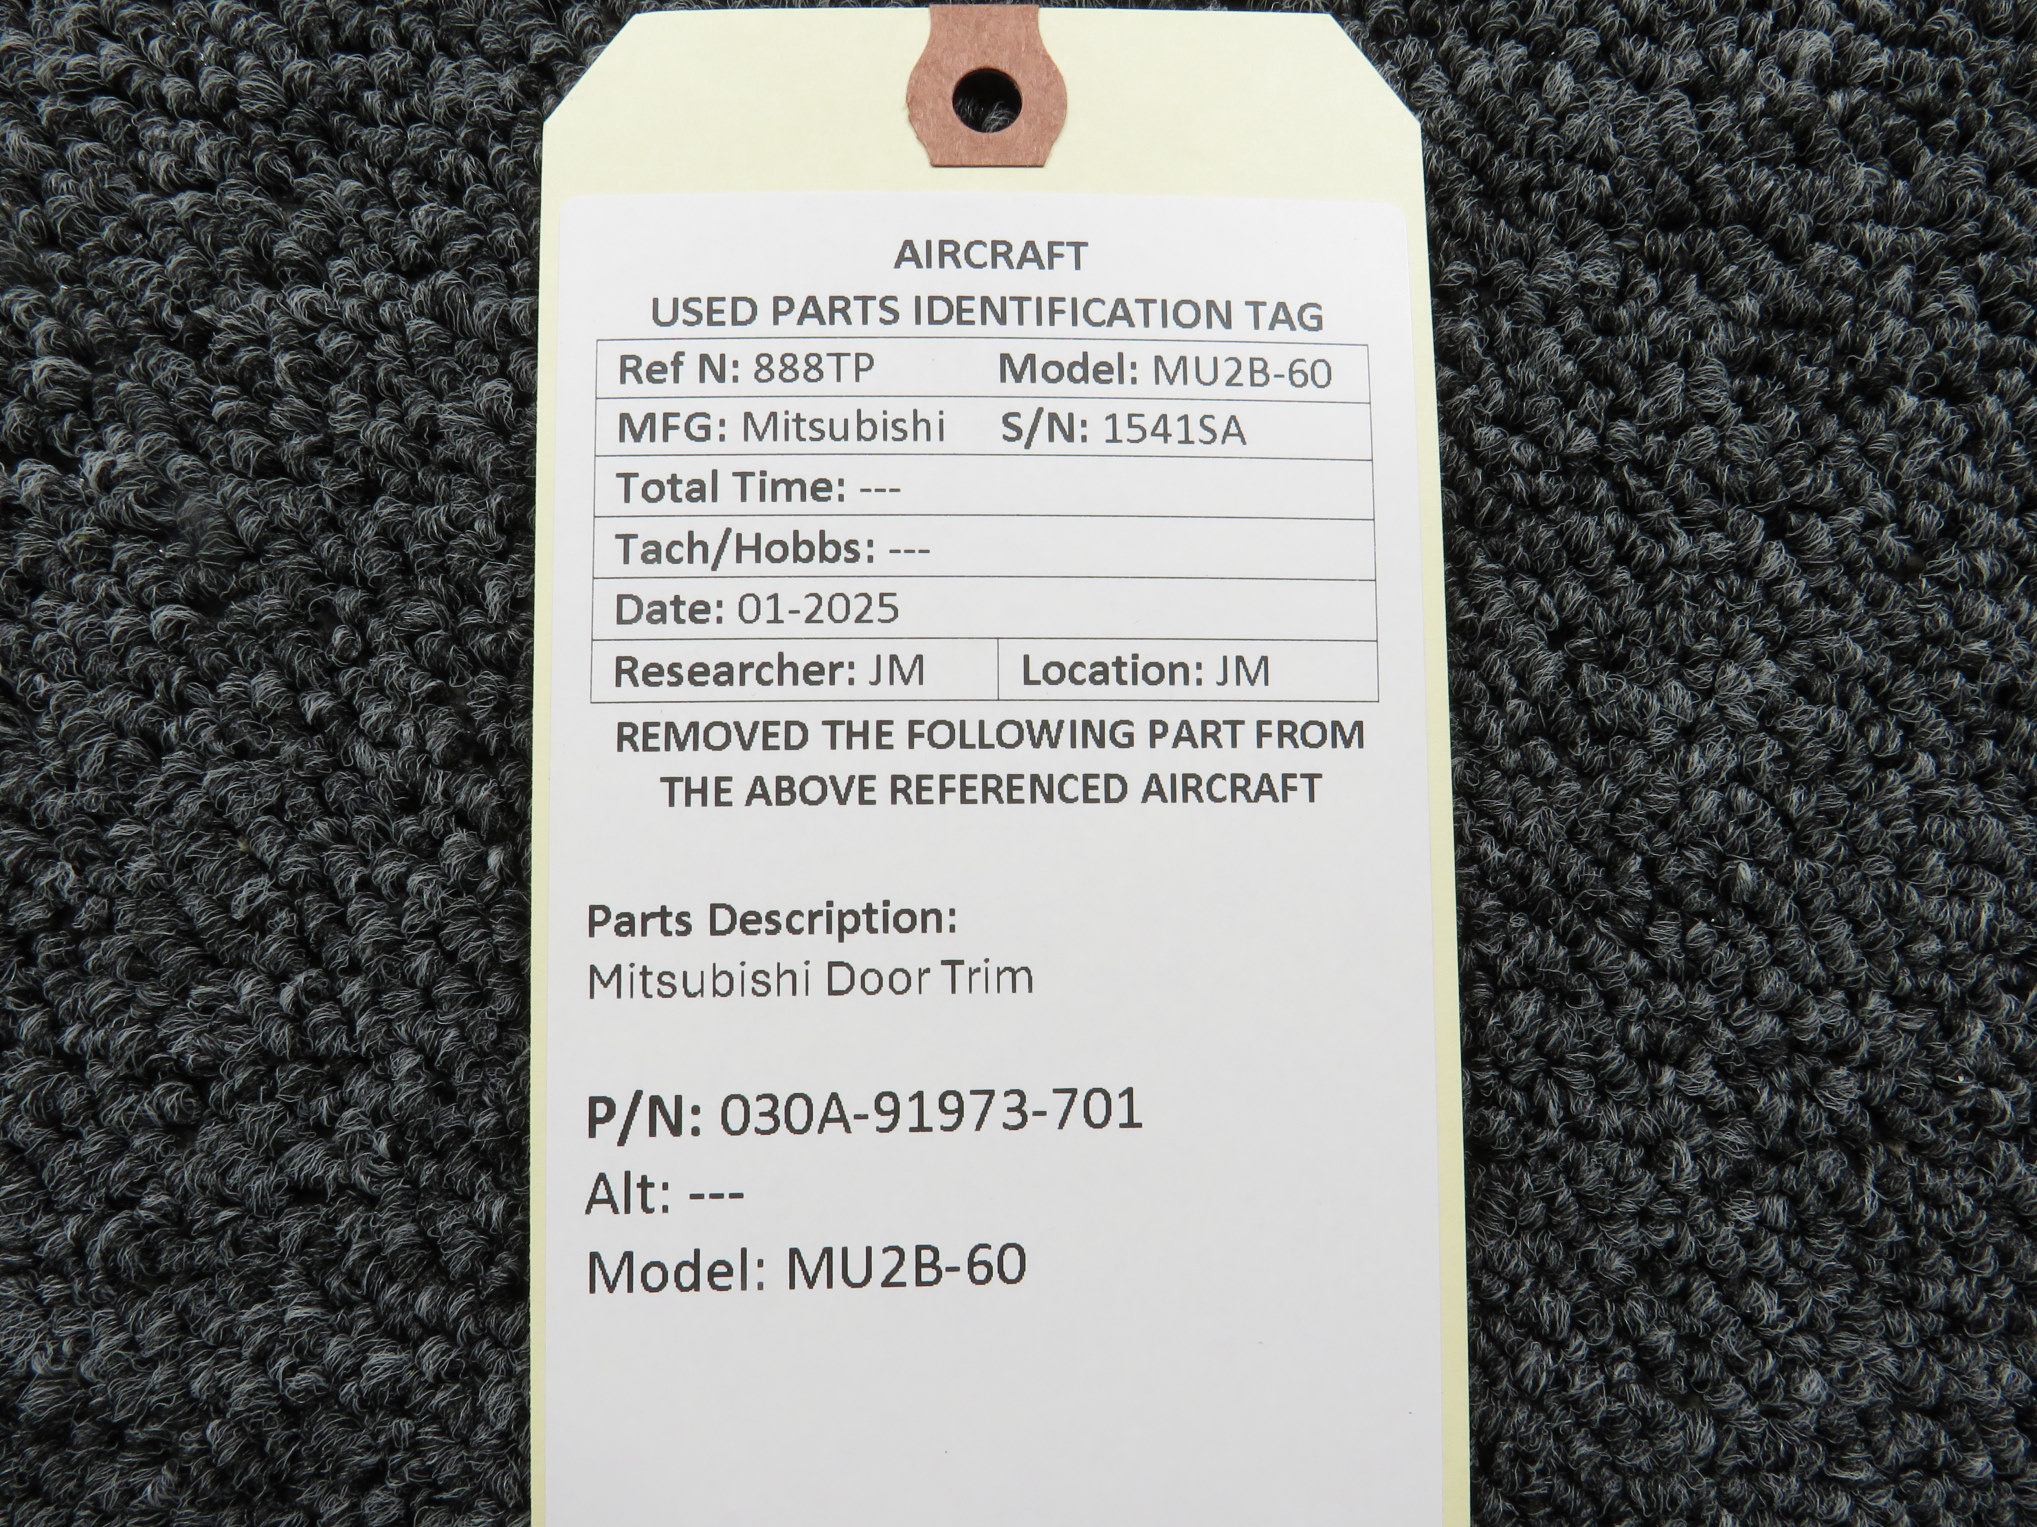 AIRCRAFT
USED PARTS IDENTIFICATION TAG
Ref N: 888TP Model: MU2B-60
MFG: Mitsubishi S/N: 1541SA
Total Time: ---
Tach/Hobbs: ---
Date: 01-2025
Researcher: JM Location: JM
REMOVED THE FOLLOWING PART FROM
THE ABOVE REFERENCED AIRCRAFT
Parts Description:
Mitsubishi Door Trim
P/N: 030A-91973-701
Alt: ---
Model: MU2B-60